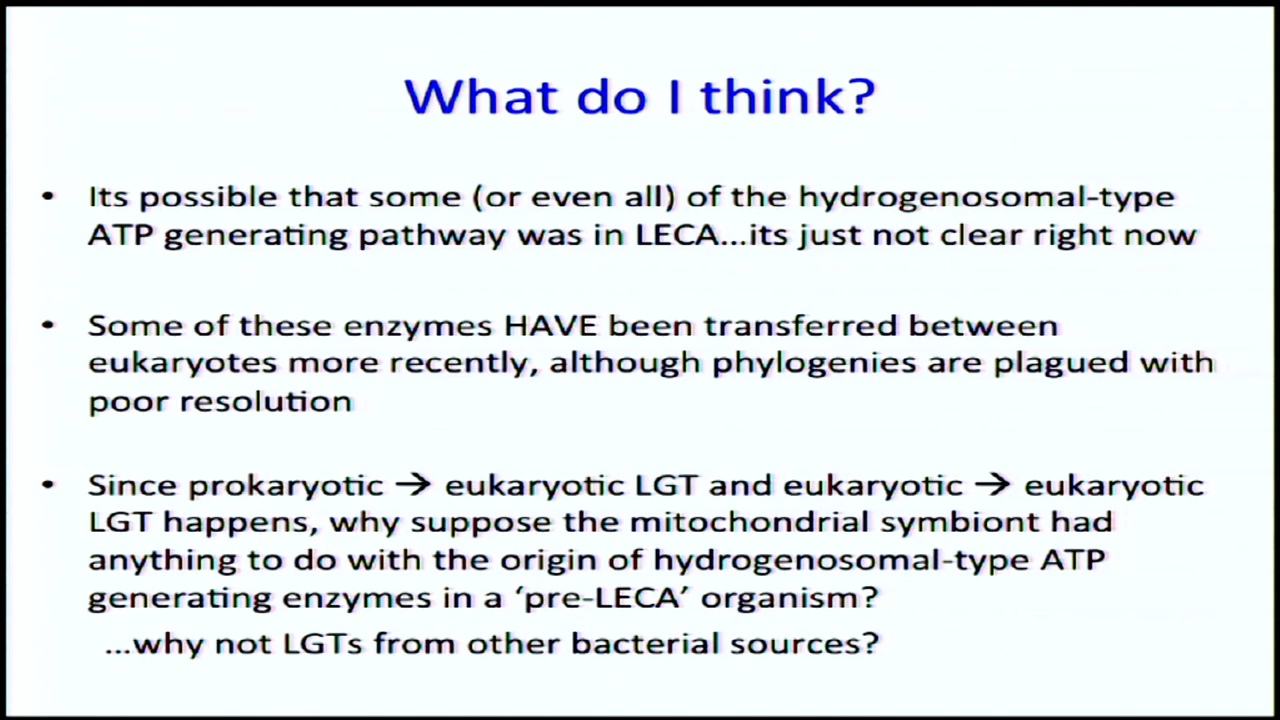 What do I think?
• Its possible that some (or even all) of the hydrogenosomal-type
ATP generating pathway was in LECA...its just not clear right now
• Some of these enzymes HAVE been transferred between
eukaryotes more recently, although phylogenies are plagued with
poor resolution
• Since prokaryotic → eukaryotic LGT and eukaryotic → eukaryotic
LGT happens, why suppose the mitochondrial symbiont had
anything to do with the origin of hydrogenosomal-type ATP
generating enzymes in a ‘pre-LECA’ organism?
...why not LGTs from other bacterial sources?